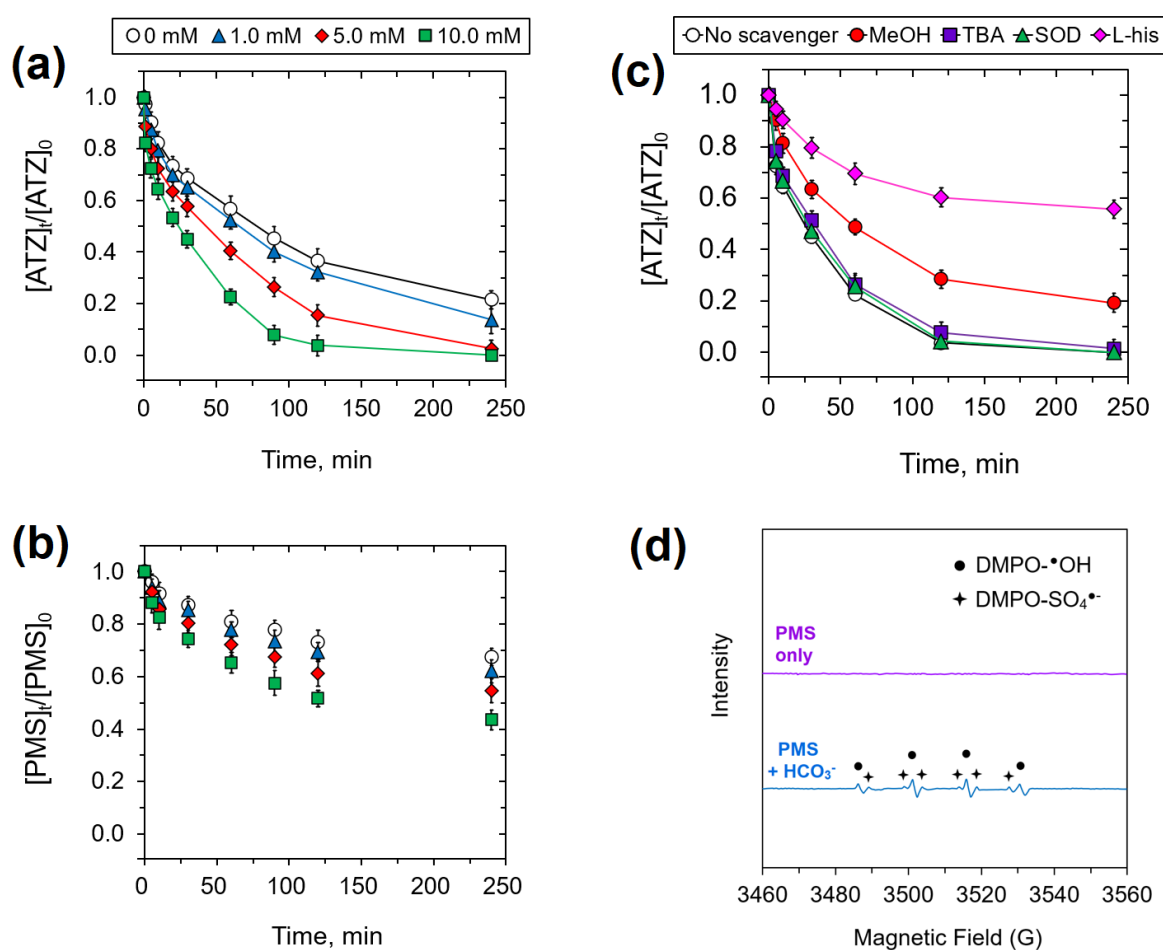 (a)
0 mM 1.0 mM 5.0 mM 10.0 mM
[ATZ]t/[ATZ]0
1.0
0.8
0.6
0.4
0.2
0.0
0 50 100 150 200 250
Time, min
(c)
No scavenger MeOH TBA SOD L-his
[ATZ]t/[ATZ]0
1.0
0.8
0.6
0.4
0.2
0.0
0 50 100 150 200 250
Time, min
(b)
[PMS]t/[PMS]0
1.0
0.8
0.6
0.4
0.2
0.0
0 50 100 150 200 250
Time, min
(d)
DMPO-•OH
DMPO-SO₄•-
PMS
only
PMS
+ HCO₃⁻
Intensity
3460 3480 3500 3520 3540 3560
Magnetic Field (G)